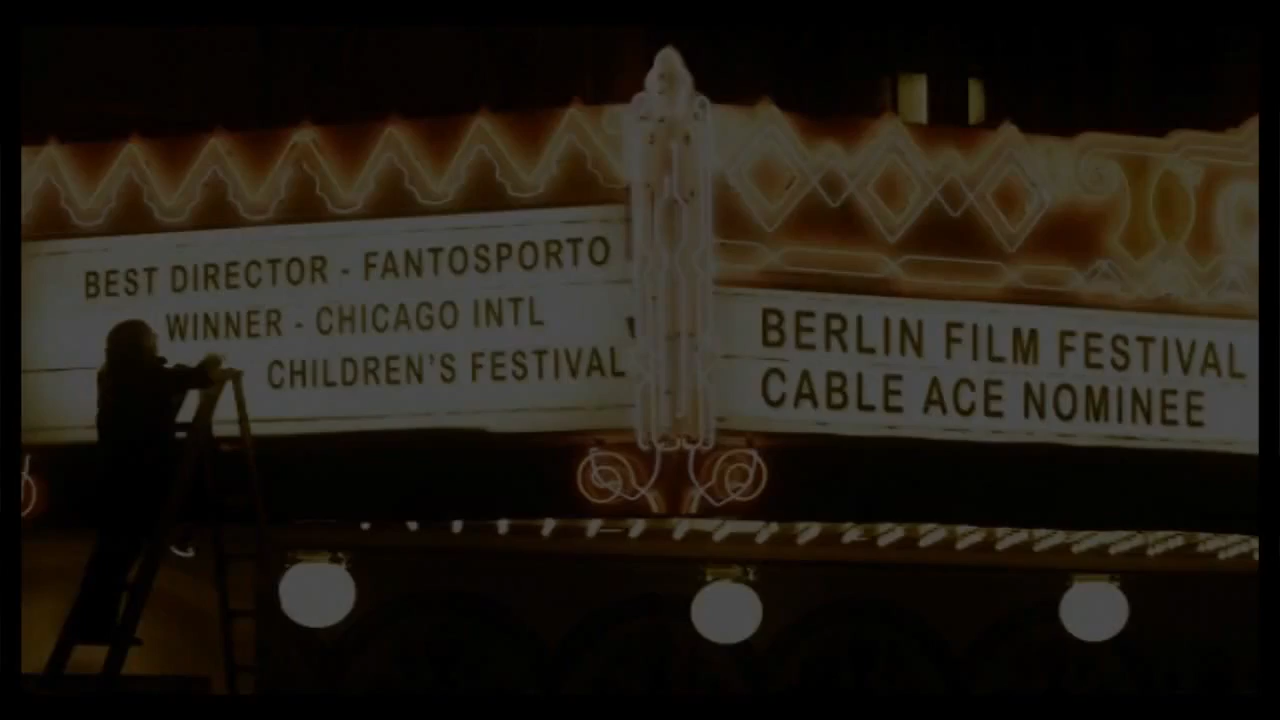 BEST DIRECTOR - FANTOSPORTO
WINNER - CHICAGO INTL
CHILDREN'S FESTIVAL
BERLIN FILM FESTIVAL
CABLE ACE NOMINEE